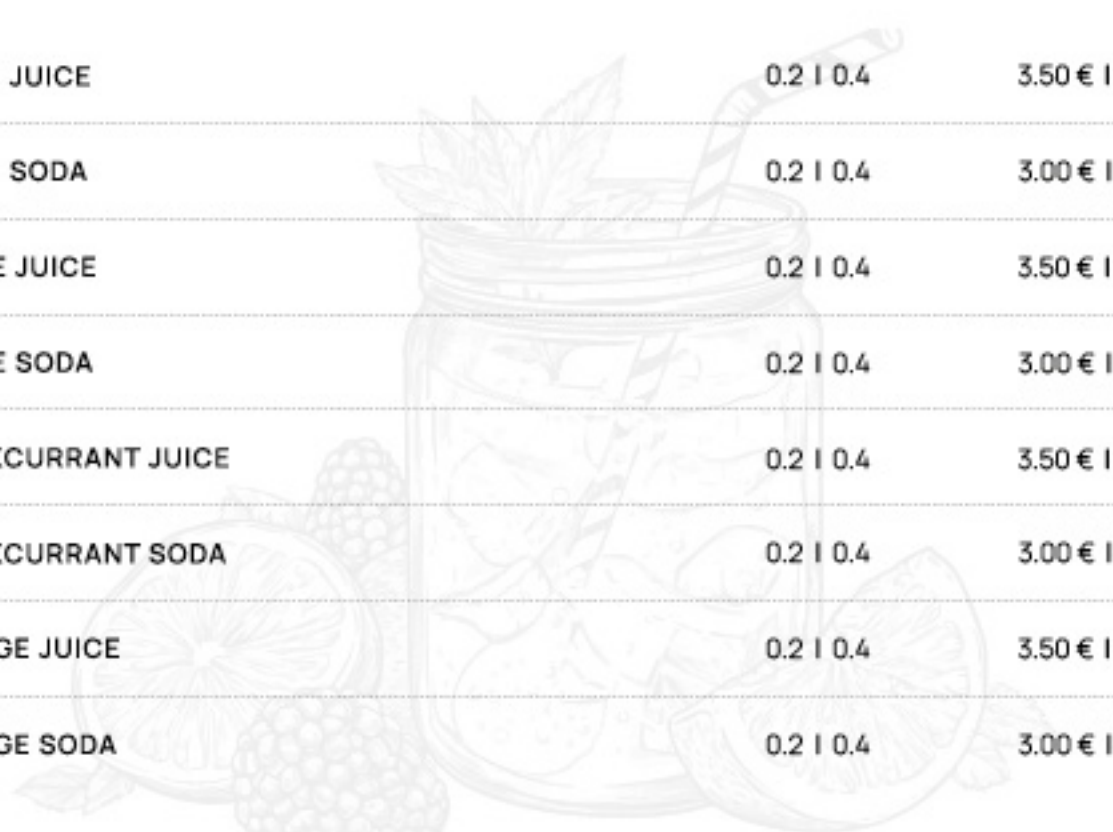 JUICE 0.2 | 0.4 3.50 € |
SODA 0.2 | 0.4 3.00 € |
E JUICE 0.2 | 0.4 3.50 € |
E SODA 0.2 | 0.4 3.00 € |
KCURRANT JUICE 0.2 | 0.4 3.50 € |
KCURRANT SODA 0.2 | 0.4 3.00 € |
GE JUICE 0.2 | 0.4 3.50 € |
GE SODA 0.2 | 0.4 3.00 € |